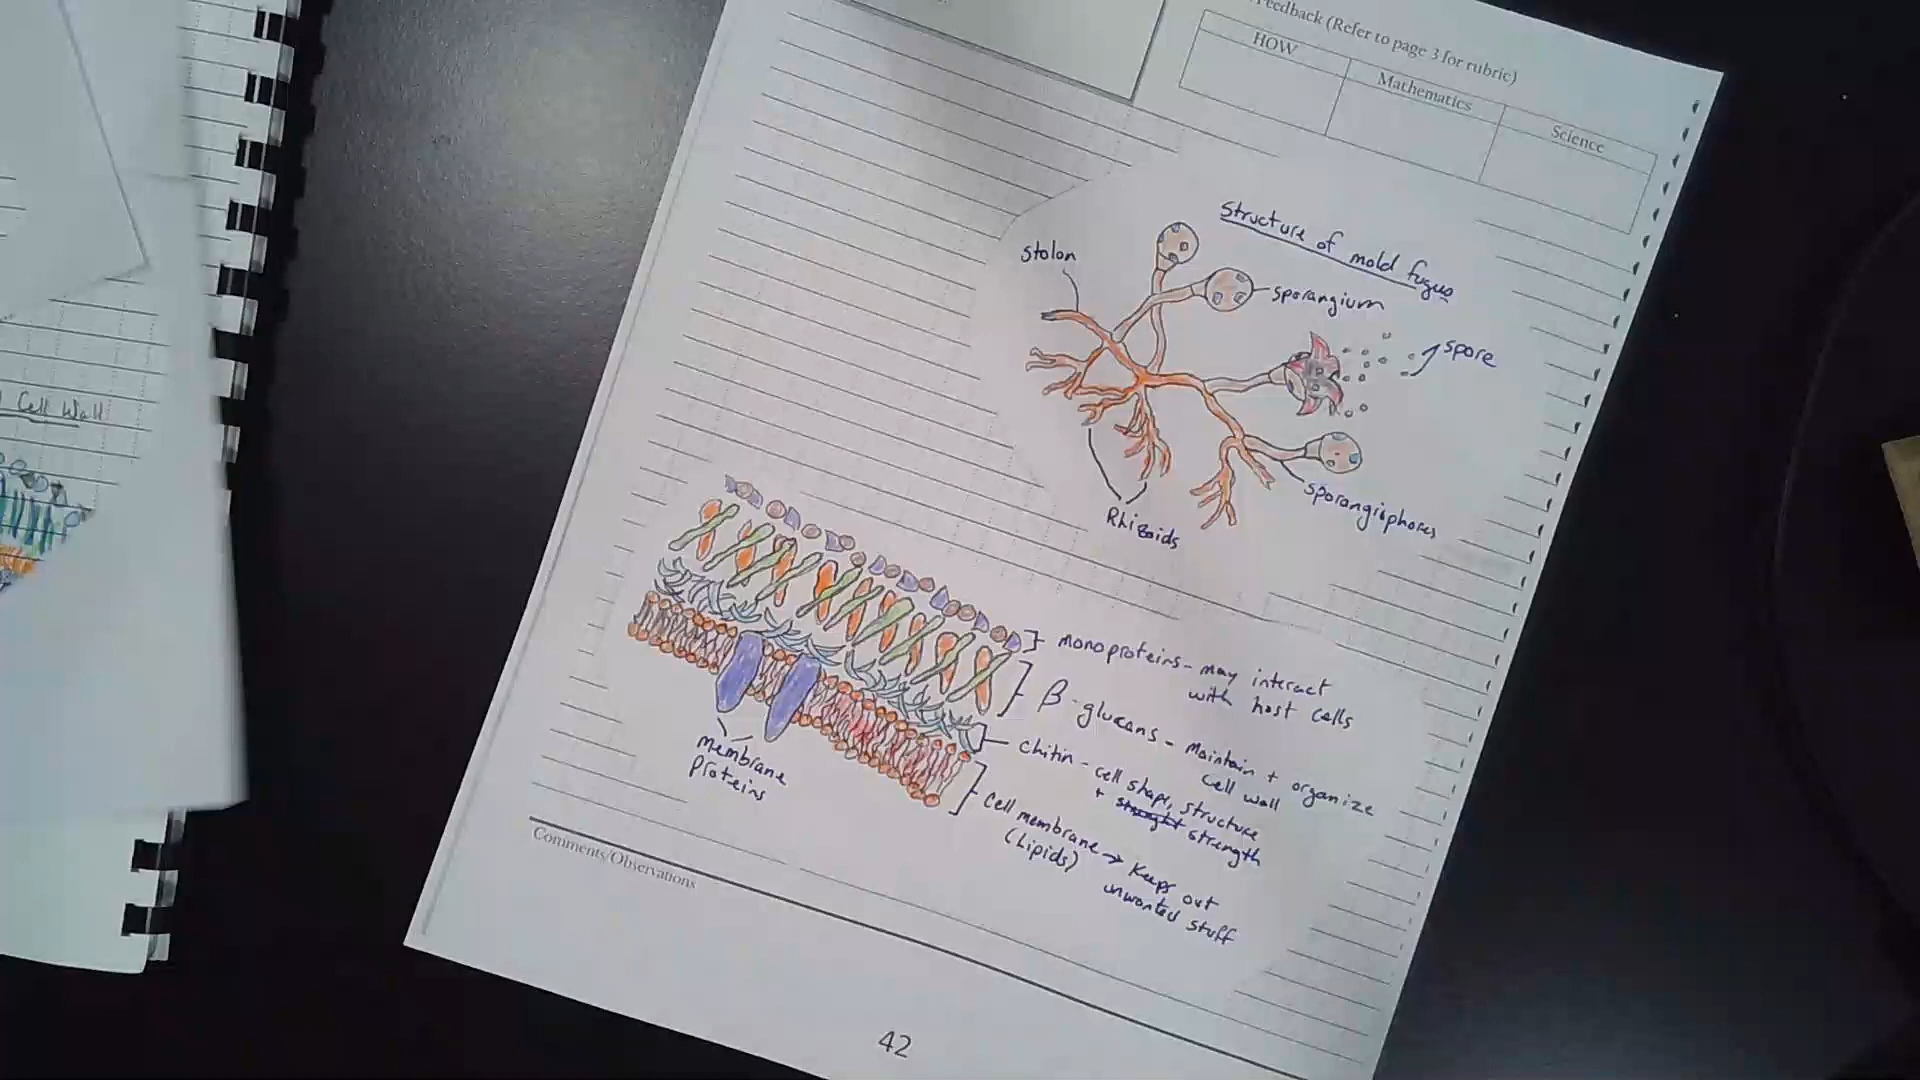 Feedback (Refer to page 3 for rubric)
HOW
Mathematics
Science
Structure of mold fugus
stolon
sporangium
spore
sporangiophores
Rhizoids
Cell Wall
monoproteins - may interact
with host cells
β-glucans - maintain + organize
cell wall
chitin - cell shape, structure
+ strength
cell membrane → keeps out
(Lipids)
unwanted stuff
membrane
proteins
Comments/Observations
42